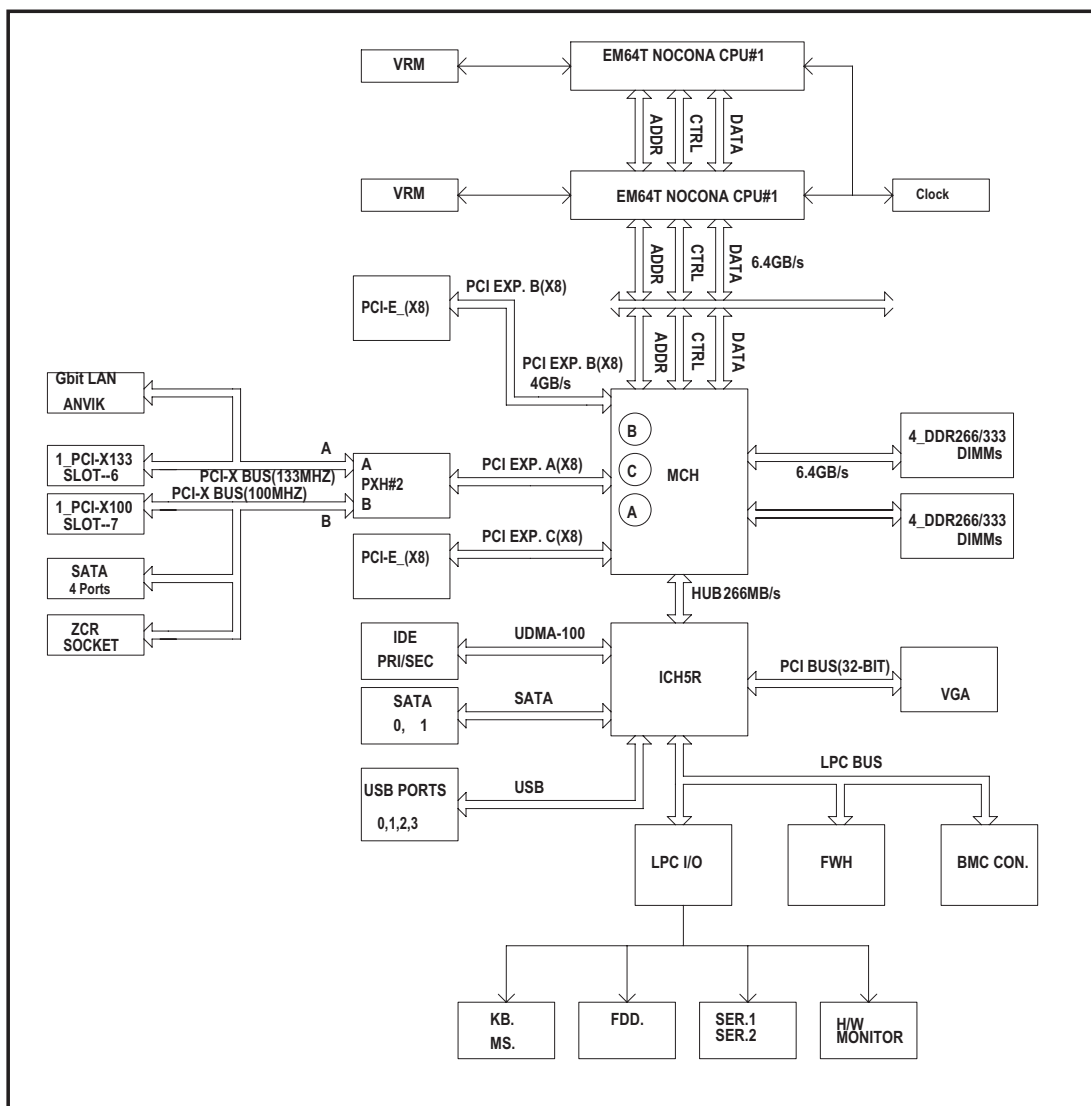 EM64T NOCONA CPU#1
VRM
ADDR
CTRL
DATA
EM64T NOCONA CPU#1
VRM
Clock
ADDR
CTRL
DATA
6.4GB/s
PCI EXP. B(X8)
PCI-E_(X8)
ADDR
CTRL
DATA
PCI EXP. B(X8)
4GB/s
Gbit LAN
ANVIK
B
C
A
MCH
4_DDR266/333
DIMMs
6.4GB/s
4_DDR266/333
DIMMs
A
1_PCI-X133
SLOT--6
PCI-X BUS(133MHZ)
PCI-X BUS(100MHZ)
1_PCI-X100
SLOT--7
B
A
PXH#2
B
PCI EXP. A(X8)
PCI EXP. C(X8)
PCI-E_(X8)
SATA
4 Ports
ZCR
SOCKET
HUB 266MB/s
IDE
PRI/SEC
UDMA-100
ICH5R
PCI BUS(32-BIT)
VGA
SATA
0, 1
SATA
USB PORTS
0,1,2,3
USB
LPC BUS
LPC I/O
FWH
BMC CON.
KB.
MS.
FDD.
SER.1
SER.2
H/W
MONITOR